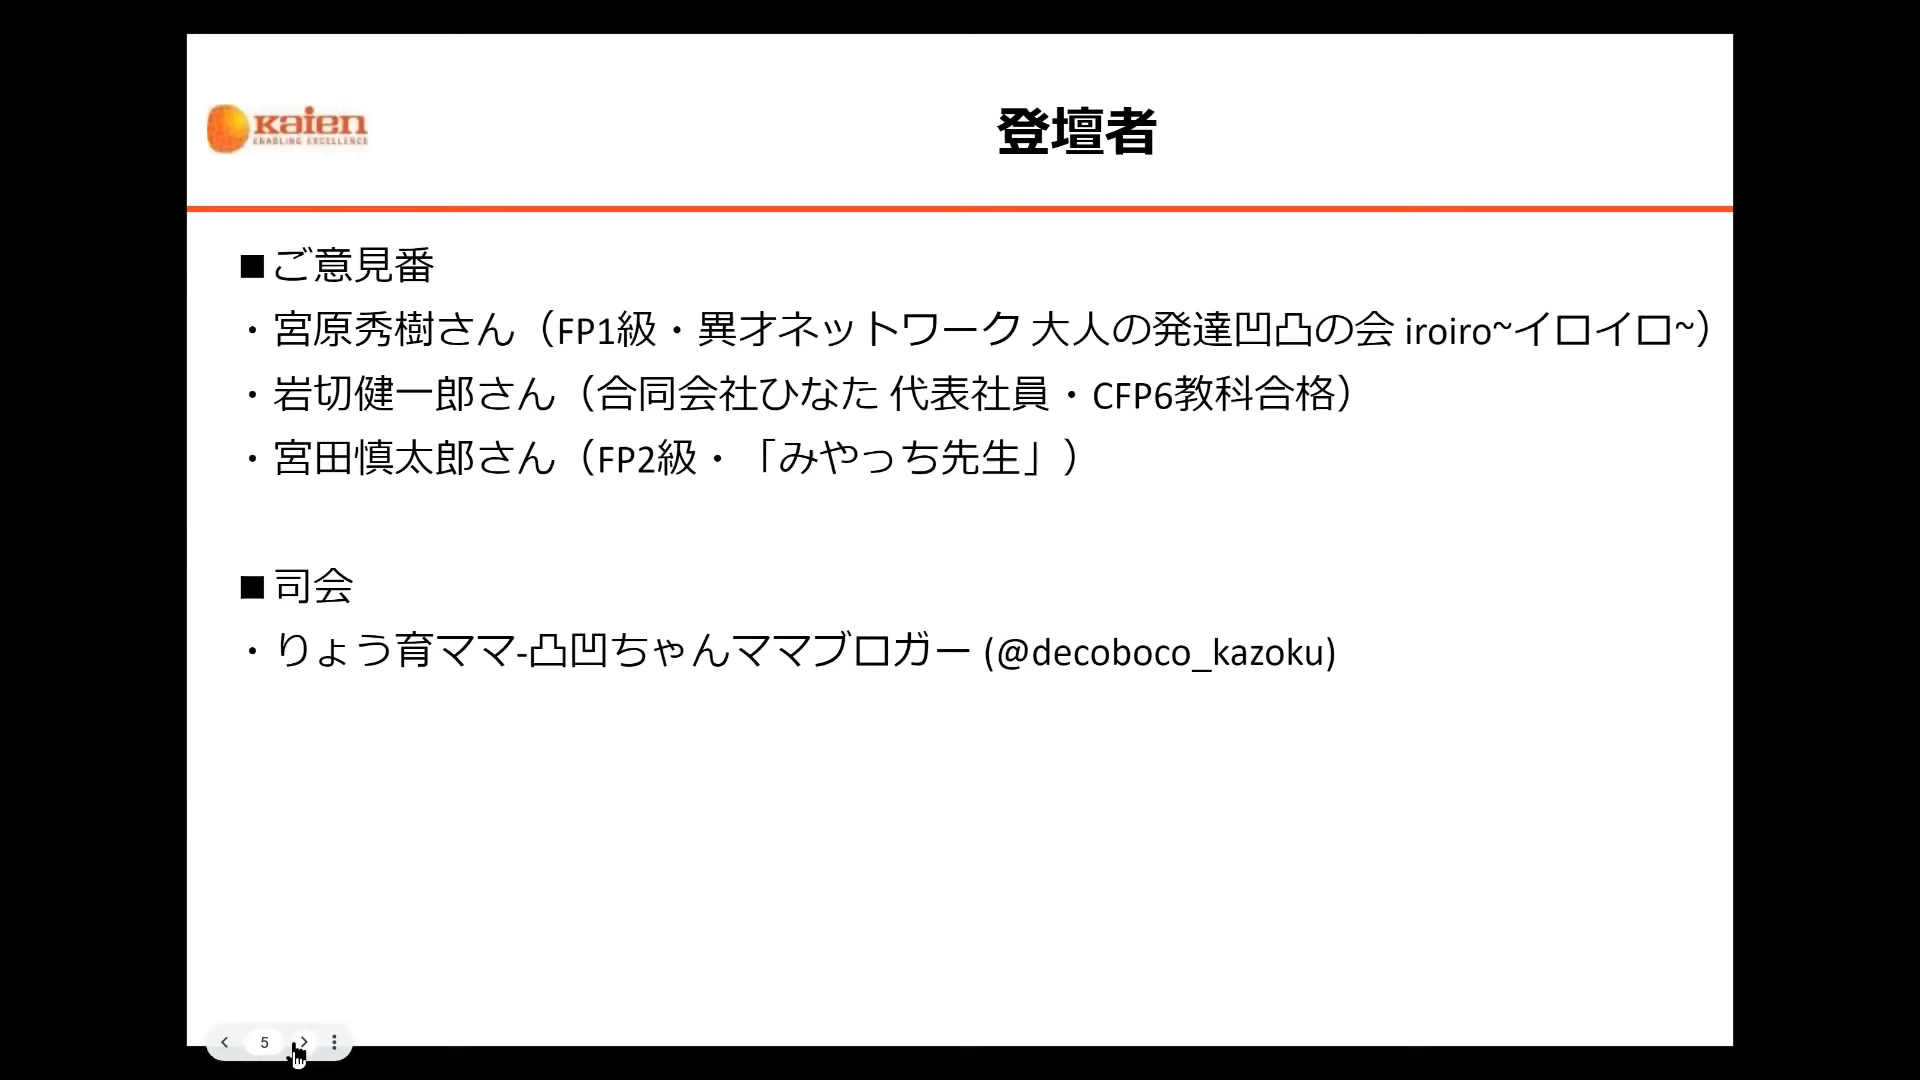 kaien
ENABLING EXCELLENCE
登壇者
■ご意見番
・宮原秀樹さん（FP1級・異才ネットワーク 大人の発達凹凸の会 iroiro~イロイロ~）
・岩切健一郎さん（合同会社ひなた 代表社員・CFP6教科合格）
・宮田慎太郎さん（FP2級・「みやっち先生」）
■司会
・りょう育ママ-凸凹ちゃんママブロガー (@decoboco_kazoku)
5